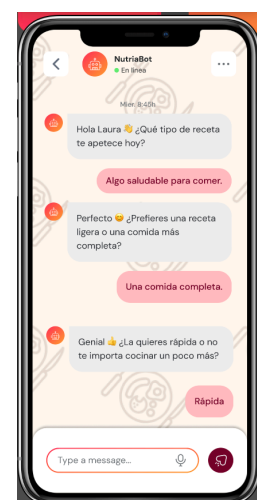 NutriaBot
En línea
Mier. 8:45h
Hola Laura 👋 ¿Qué tipo de receta
te apetece hoy?
Algo saludable para comer.
Perfecto 😊 ¿Prefieres una receta
ligera o una comida más
completa?
Una comida completa.
Genial 👍 ¿La quieres rápida o no
te importa cocinar un poco más?
Rápida
Type a message...